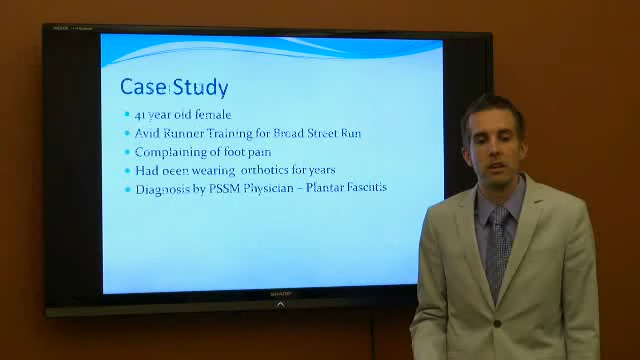 Case Study
41 year old female
Avid Runner Training for Broad Street Run
Complaining of foot pain
Had been wearing orthotics for years
Diagnosis by PSSM Physician – Plantar Fasciitis
SHARP